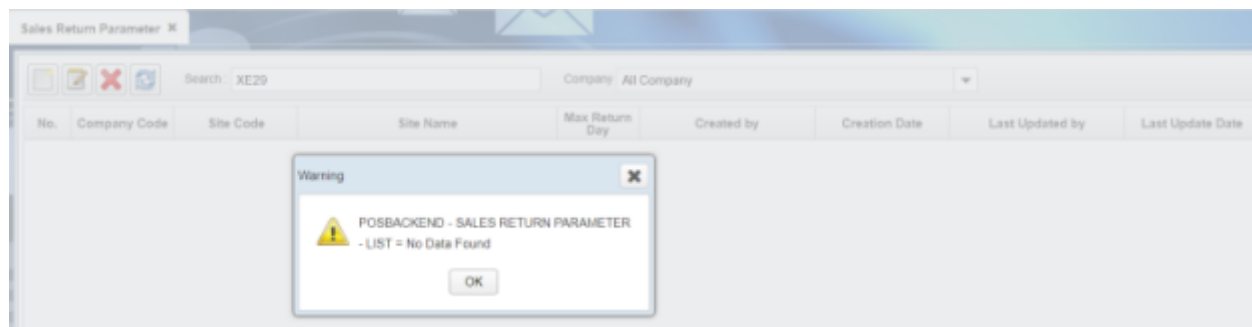 Sales Return Parameter
Search : XE29 Company All Company
No. Company Code Site Code Site Name Max Return Day Created by Creation Date Last Updated by Last Update Date
Warning
POSBACKEND - SALES RETURN PARAMETER
- LIST = No Data Found
OK